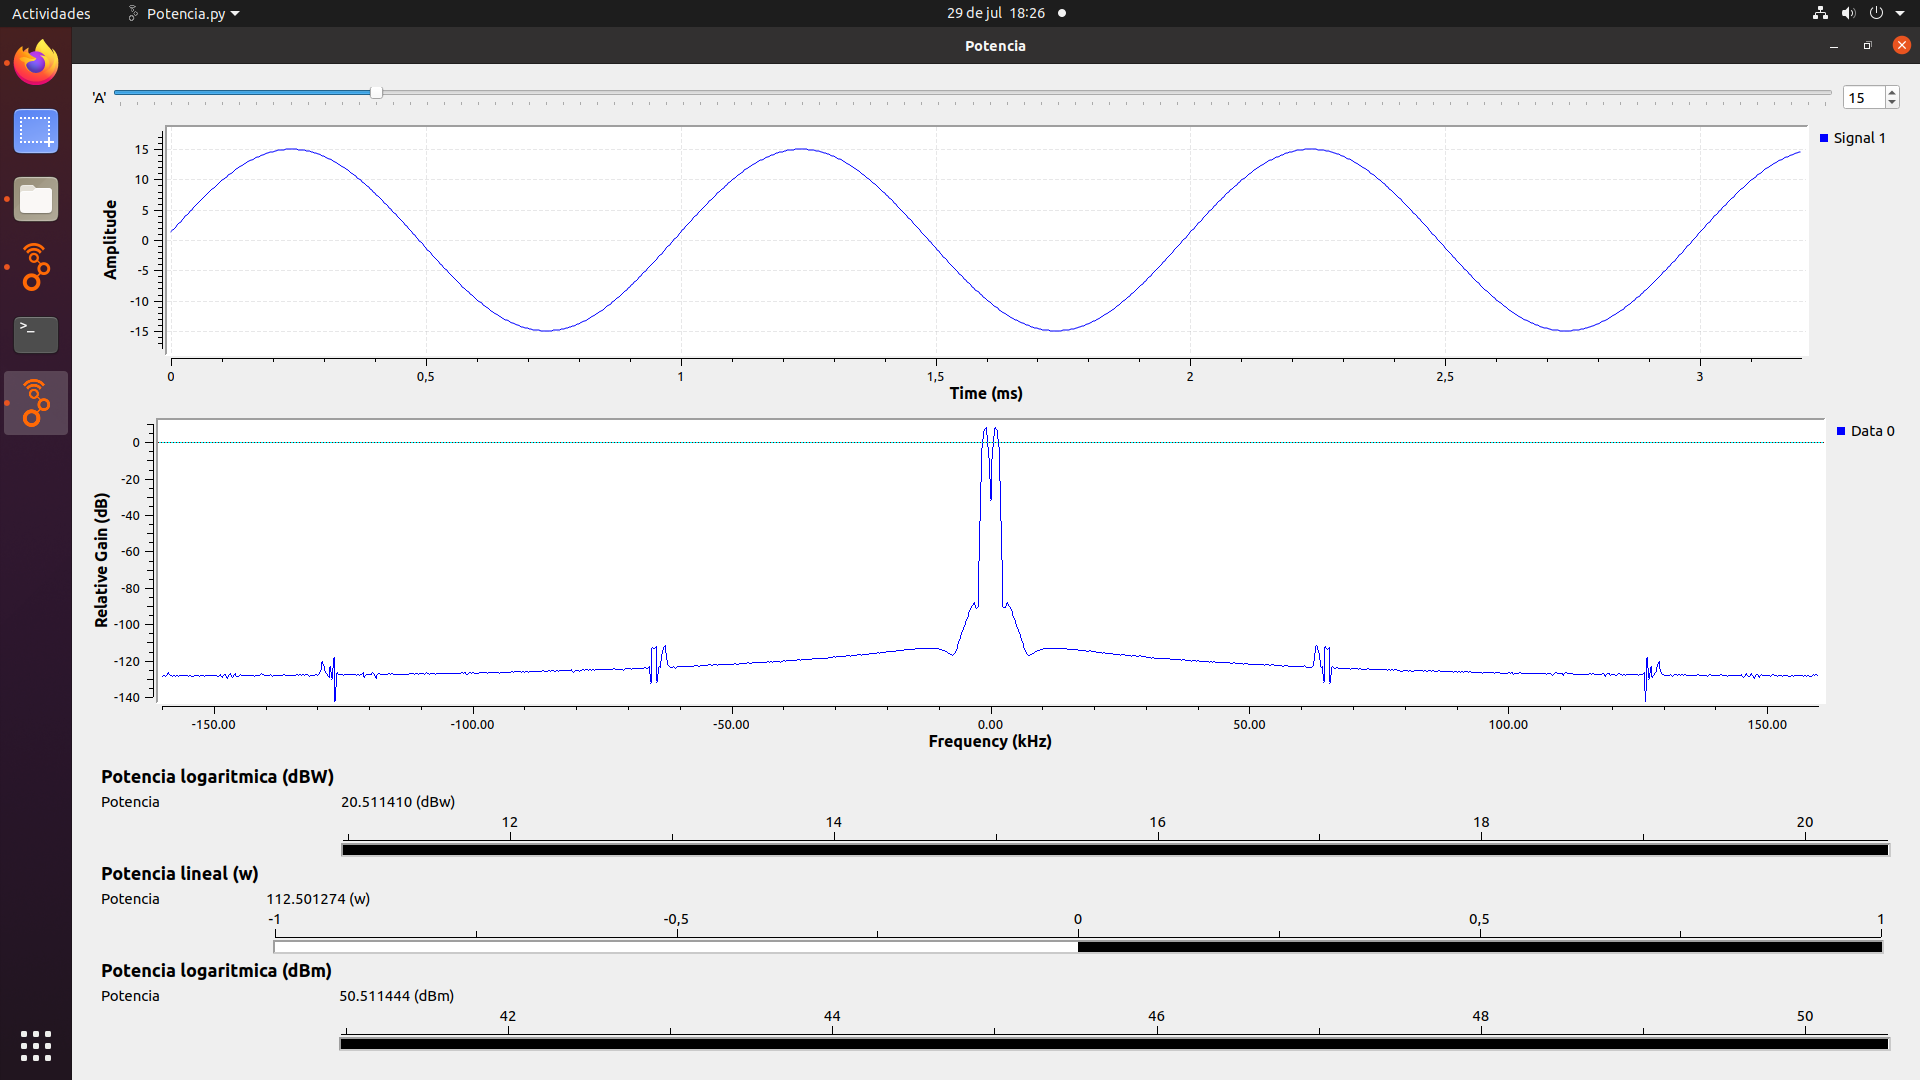 Actividades Potencia.py 29 de jul 18:26
Potencia
'A' 15
Signal 1
15
10
5
0
-5
-10
-15
Amplitude
0 0,5 1 1,5 2 2,5 3
Time (ms)
Data 0
0
-20
-40
-60
-80
-100
-120
-140
Relative Gain (dB)
-150.00 -100.00 -50.00 0.00 50.00 100.00 150.00
Frequency (kHz)
Potencia logaritmica (dBW)
Potencia 20.511410 (dBw)
12 14 16 18 20
Potencia lineal (w)
Potencia 112.501274 (w)
-1 -0,5 0 0,5 1
Potencia logaritmica (dBm)
Potencia 50.511444 (dBm)
42 44 46 48 50